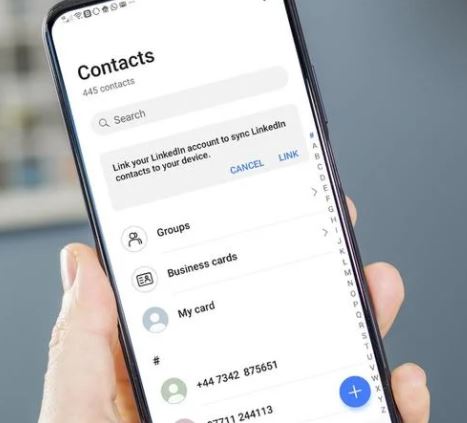 Contacts
445 contacts
Search
Link your LinkedIn account to sync LinkedIn
contacts to your device.
CANCEL LINK
Groups
Business cards
My card
#
+44 7342 875651
07711 244113
#
A
B
C
D
E
F
G
H
I
J
K
L
M
N
O
P
Q
R
S
T
U
V
W
X
Y
Z